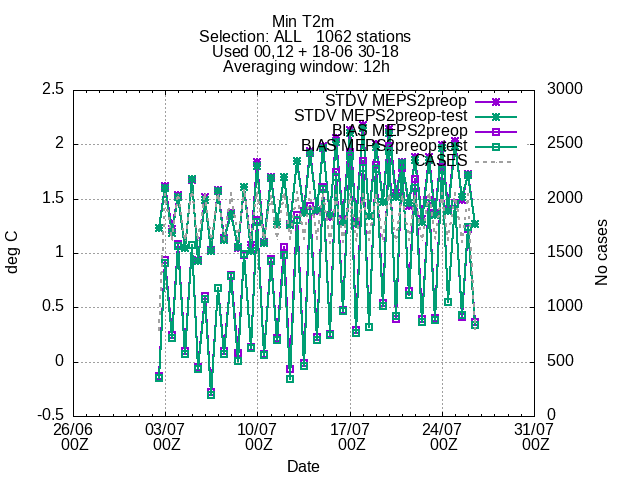 Min T2m
Selection: ALL   1062 stations
Used 00,12 + 18-06 30-18
Averaging window: 12h
2.5
2
1.5
1
0.5
0
-0.5
deg C
3000
2500
2000
1500
1000
500
0
No cases
STDV MEPS2preop
STDV MEPS2preop-test
BIAS MEPS2preop
BIAS MEPS2preop-test
CASES
26/06 03/07 10/07 17/07 24/07 31/07
00Z 00Z 00Z 00Z 00Z 00Z
Date